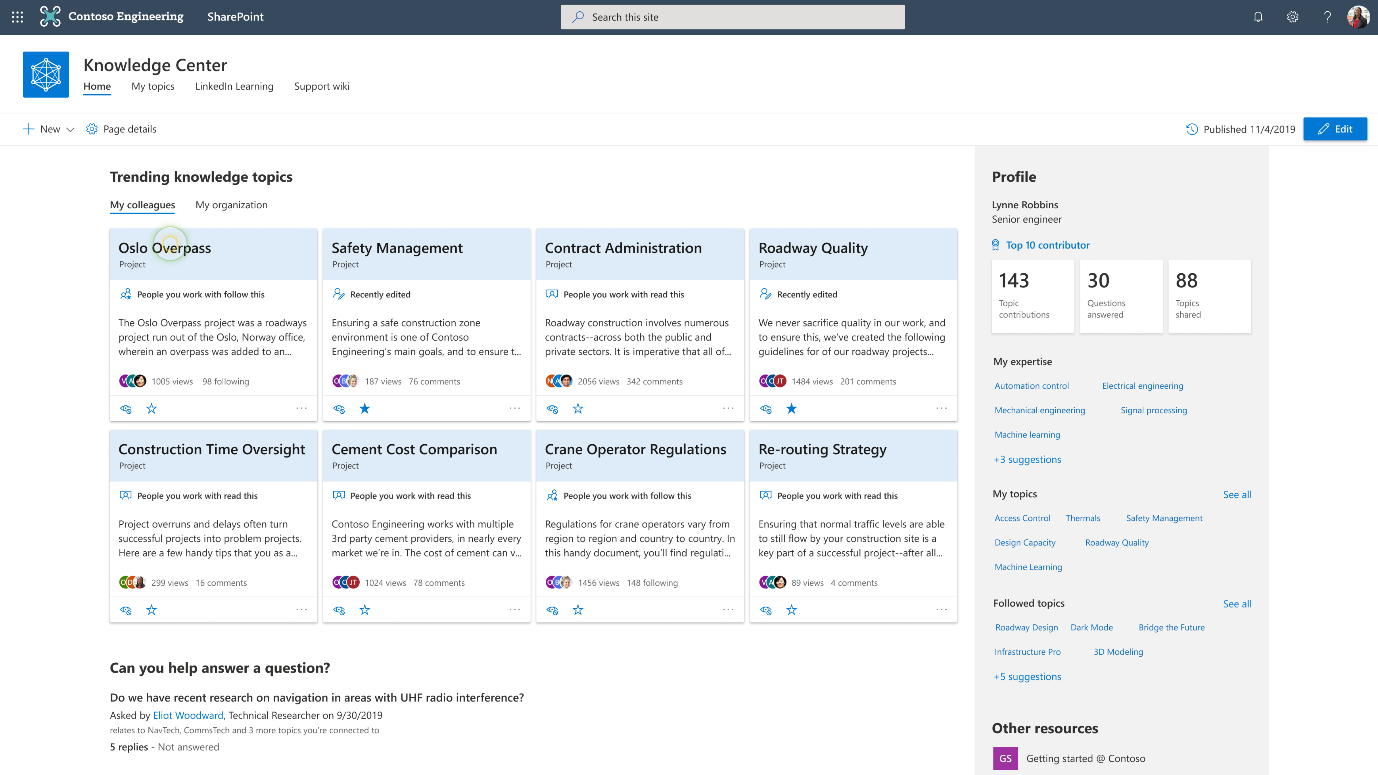 Contoso Engineering SharePoint Search this site ?
Knowledge Center
Home My topics LinkedIn Learning Support wiki
New Page details Published 11/4/2019 Edit
Trending knowledge topics
My colleagues My organization
Oslo Overpass
Project
People you work with follow this
The Oslo Overpass project was a roadways
project run out of the Oslo, Norway office,
wherein an overpass was added to an...
1005 views 98 following
Safety Management
Project
Recently edited
Ensuring a safe construction zone
environment is one of Contoso
Engineering's main goals, and to ensure t...
187 views 76 comments
Contract Administration
Project
People you work with read this
Roadway construction involves numerous
contracts--across both the public and
private sectors. It is imperative that all of...
2056 views 342 comments
Roadway Quality
Project
Recently edited
We never sacrifice quality in our work, and
to ensure this, we've created the following
guidelines for of our roadway projects...
JT 1484 views 201 comments
Construction Time Oversight
Project
People you work with read this
Project overruns and delays often turn
successful projects into problem projects.
Here are a few handy tips that you as a...
299 views 16 comments
Cement Cost Comparison
Project
People you work with read this
Contoso Engineering works with multiple
3rd party cement providers, in nearly every
market we're in. The cost of cement can v...
JT 1024 views 78 comments
Crane Operator Regulations
Project
People you work with follow this
Regulations for crane operators vary from
region to region and country to country. In
this handy document, you'll find regulati...
1456 views 148 following
Re-routing Strategy
Project
People you work with read this
Ensuring that normal traffic levels are able
to still flow by your construction site is a
key part of a successful project--after all...
89 views 4 comments
Can you help answer a question?
Do we have recent research on navigation in areas with UHF radio interference?
Asked by Eliot Woodward, Technical Researcher on 9/30/2019
relates to NavTech, CommsTech and 3 more topics you're connected to
5 replies - Not answered
Profile
Lynne Robbins
Senior engineer
Top 10 contributor
143
Topic
contributions
30
Questions
answered
88
Topics
shared
My expertise
Automation control Electrical engineering
Mechanical engineering Signal processing
Machine learning
+3 suggestions
My topics See all
Access Control Thermals Safety Management
Design Capacity Roadway Quality
Machine Learning
Followed topics See all
Roadway Design Dark Mode Bridge the Future
Infrastructure Pro 3D Modeling
+5 suggestions
Other resources
GS Getting started @ Contoso